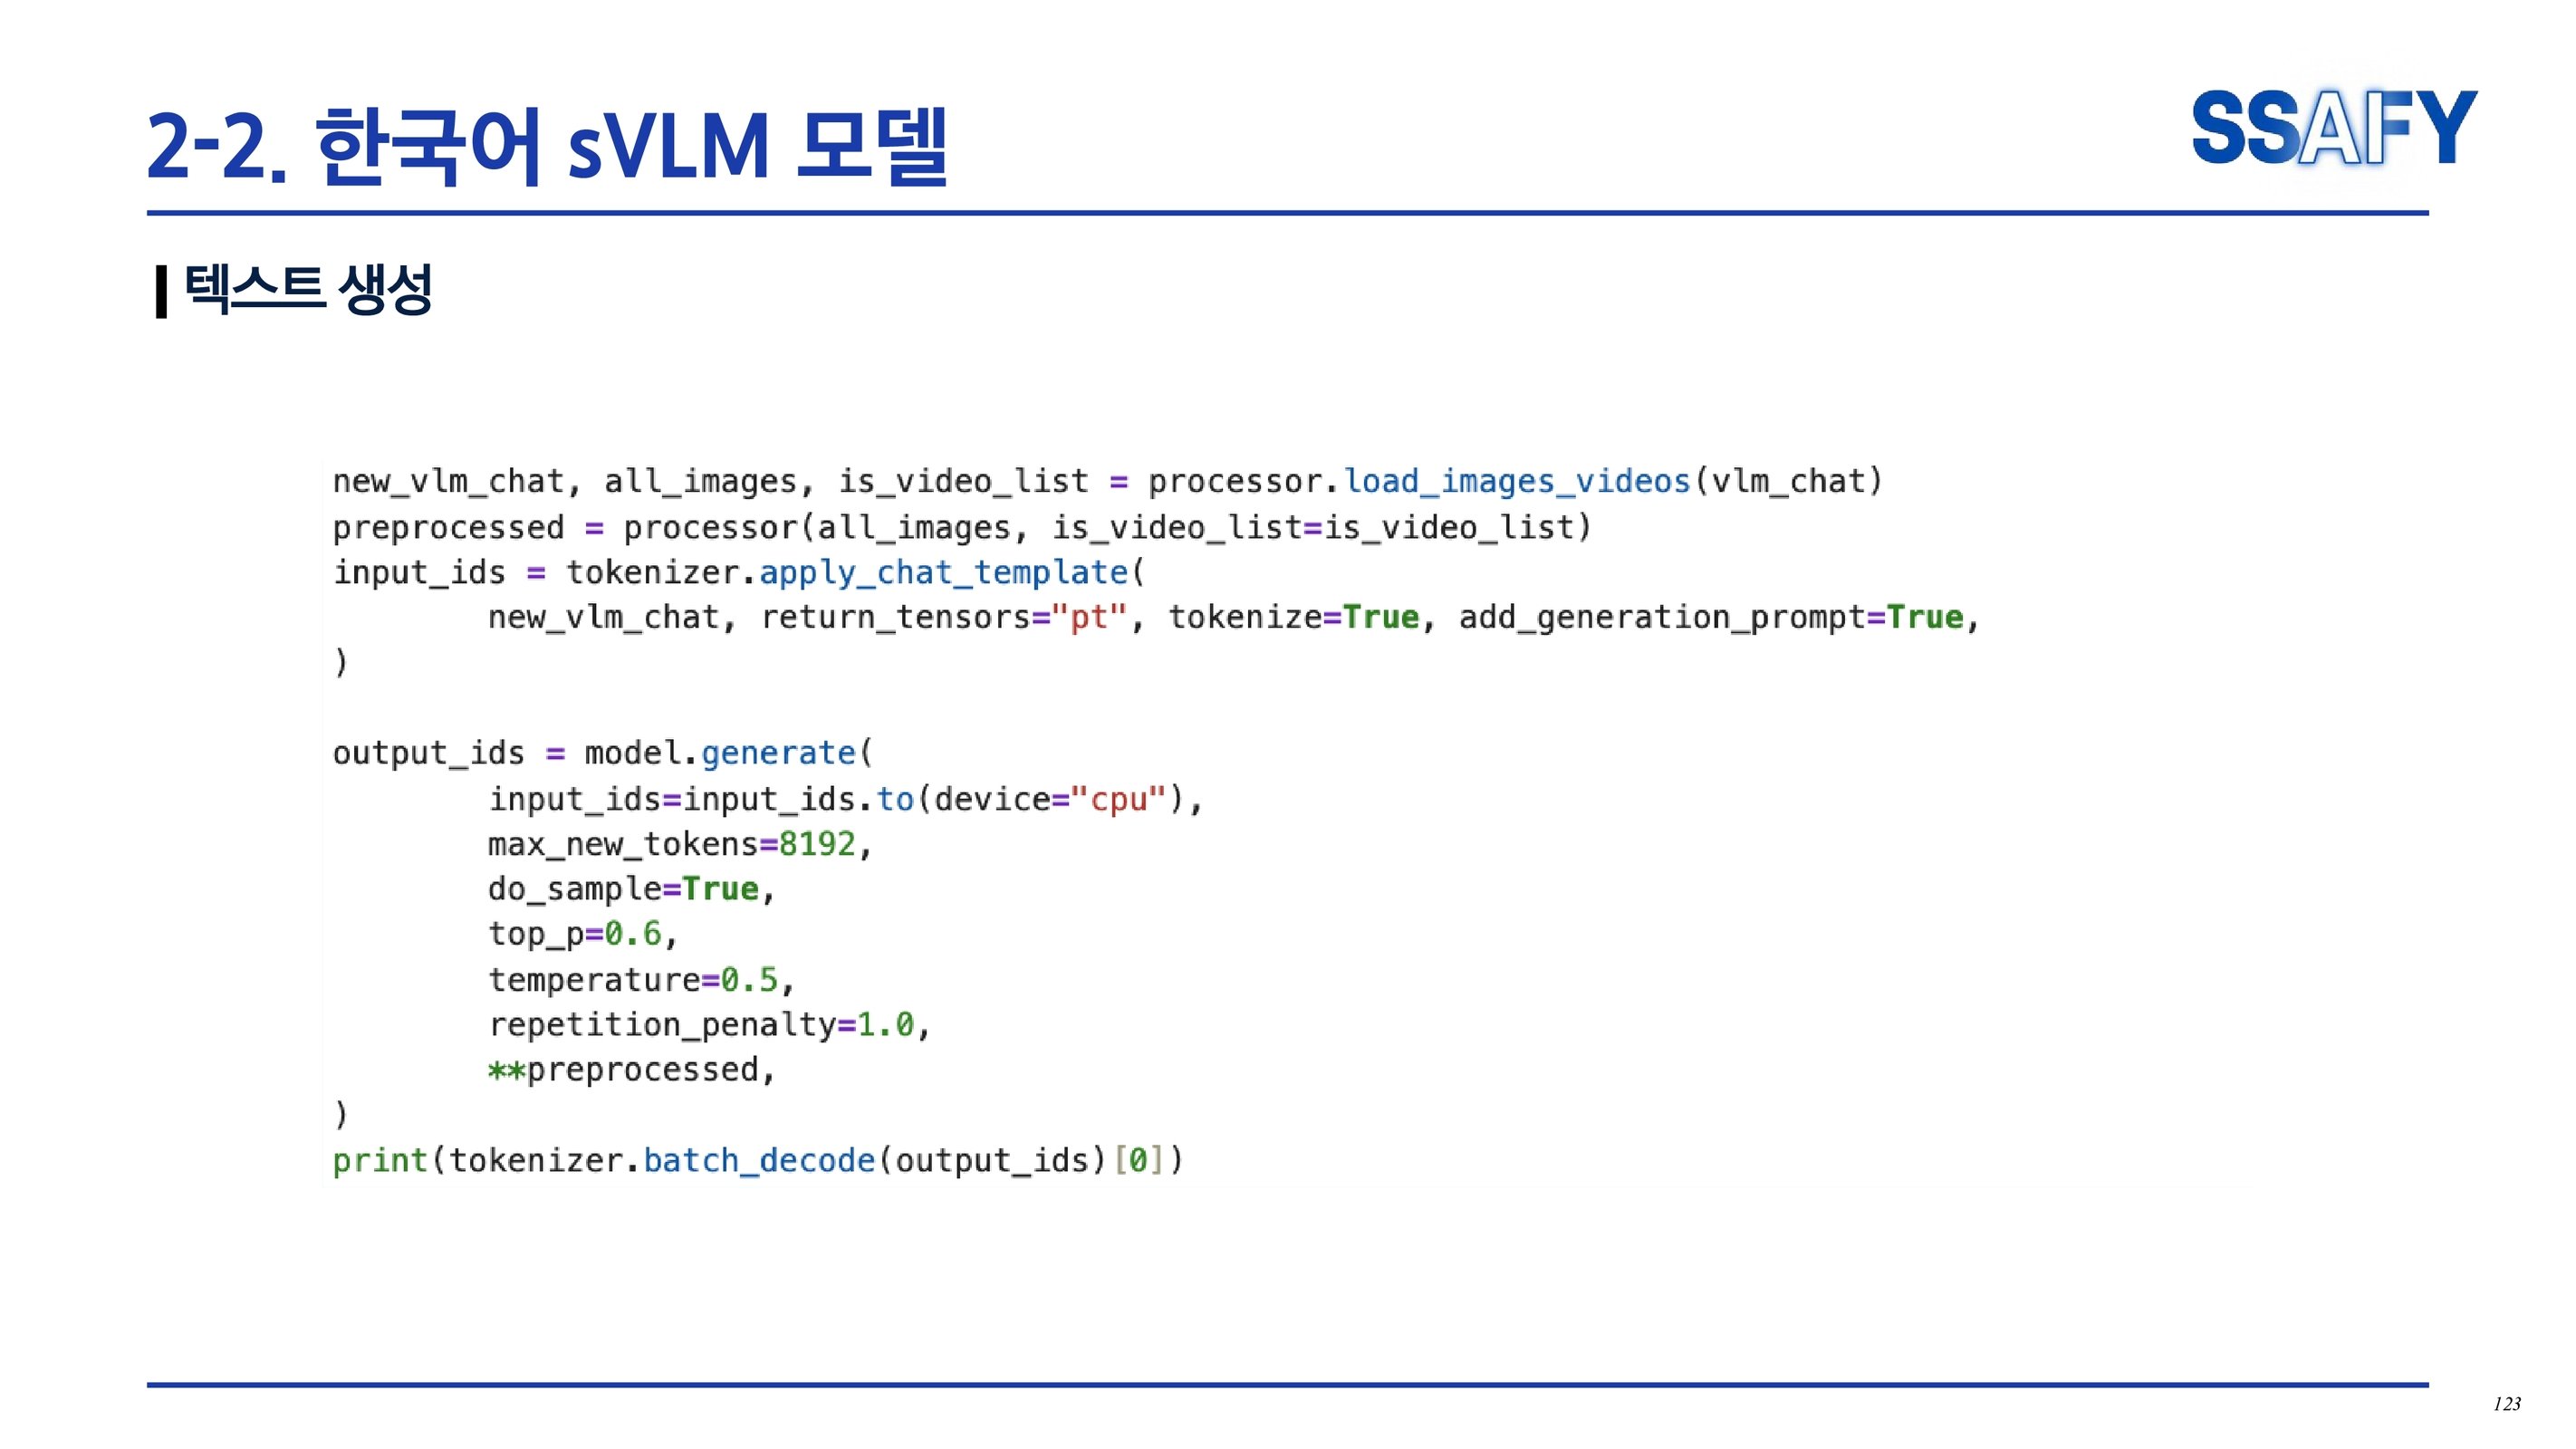 2-2. 한국어 sVLM 모델
SSAFY
텍스트 생성
new_vlm_chat, all_images, is_video_list = processor.load_images_videos(vlm_chat)
preprocessed = processor(all_images, is_video_list=is_video_list)
input_ids = tokenizer.apply_chat_template(
        new_vlm_chat, return_tensors="pt", tokenize=True, add_generation_prompt=True,
)

output_ids = model.generate(
        input_ids=input_ids.to(device="cpu"),
        max_new_tokens=8192,
        do_sample=True,
        top_p=0.6,
        temperature=0.5,
        repetition_penalty=1.0,
        **preprocessed,
)
print(tokenizer.batch_decode(output_ids)[0])
123